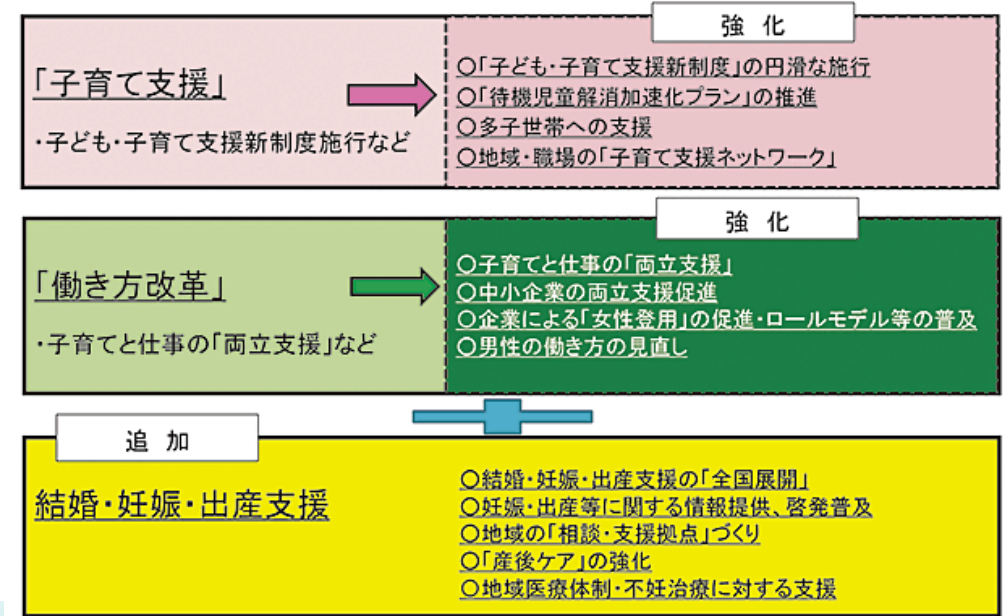 強 化
「子育て支援」
・子ども・子育て支援新制度施行など
○「子ども・子育て支援新制度」の円滑な施行
○「待機児童解消加速化プラン」の推進
○多子世帯への支援
○地域・職場の「子育て支援ネットワーク」
強 化
「働き方改革」
・子育てと仕事の「両立支援」など
○子育てと仕事の「両立支援」
○中小企業の両立支援促進
○企業による「女性登用」の促進・ロールモデル等の普及
○男性の働き方の見直し
追 加
結婚・妊娠・出産支援
○結婚・妊娠・出産支援の「全国展開」
○妊娠・出産等に関する情報提供、啓発普及
○地域の「相談・支援拠点」づくり
○「産後ケア」の強化
○地域医療体制・不妊治療に対する支援